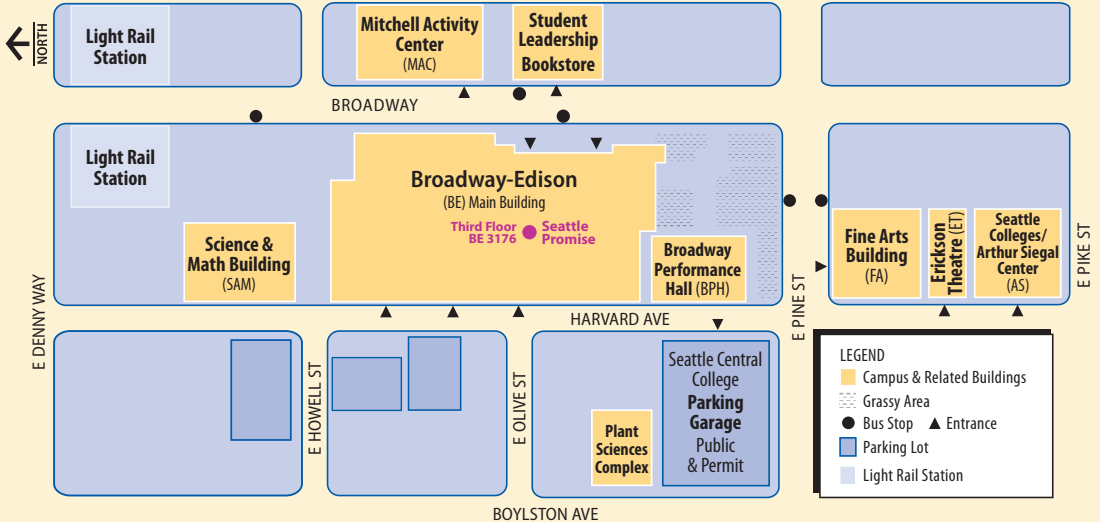 NORTH
Light Rail
Station
Mitchell Activity
Center
(MAC)
Student
Leadership
Bookstore
BROADWAY
Light Rail
Station
Broadway-Edison
(BE) Main Building
Third Floor
BE 3176
Seattle
Promise
Science &
Math Building
(SAM)
Broadway
Performance
Hall (BPH)
Fine Arts
Building
(FA)
Erickson
Theatre (ET)
Seattle
Colleges/
Arthur Siegal
Center
(AS)
E PIKE ST
E DENNY WAY
E PINE ST
HARVARD AVE
E HOWELL ST
E OLIVE ST
Seattle Central
College
Parking
Garage
Public
& Permit
Plant
Sciences
Complex
LEGEND
Campus & Related Buildings
Grassy Area
Bus Stop Entrance
Parking Lot
Light Rail Station
BOYLSTON AVE